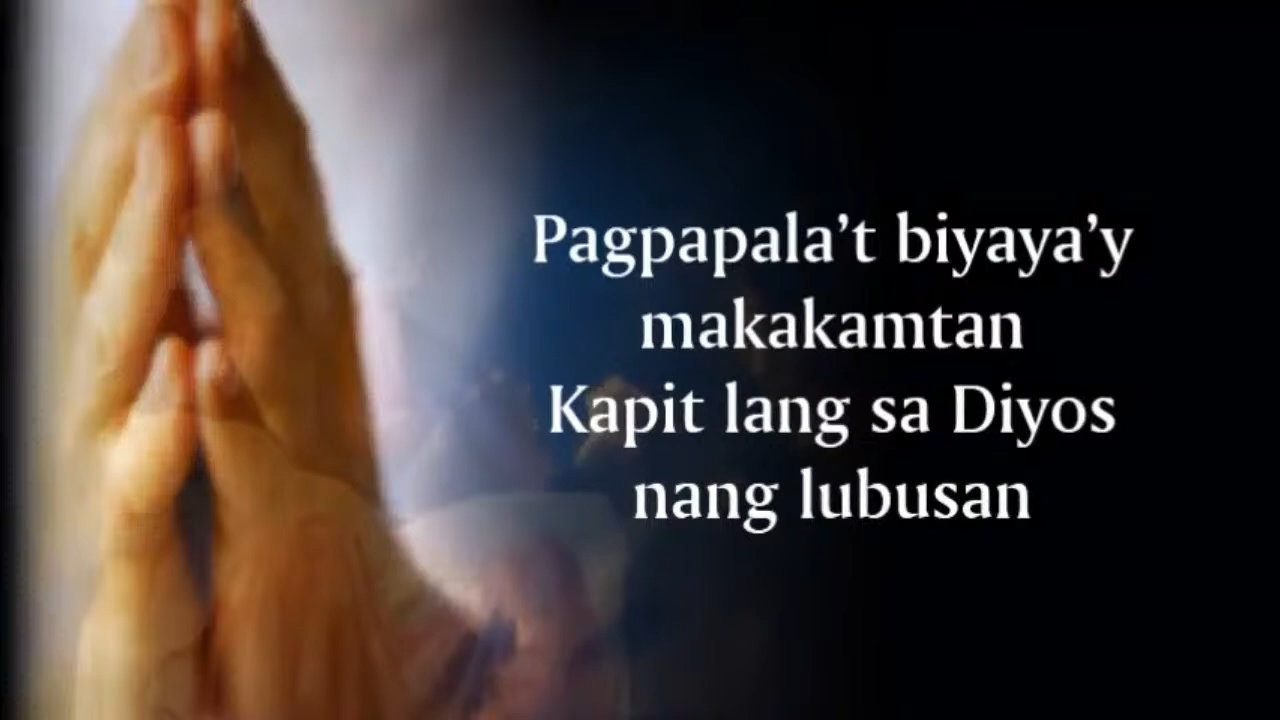 Pagpapala’t biyaya’y
makakamtan
Kapit lang sa Diyos
nang lubusan